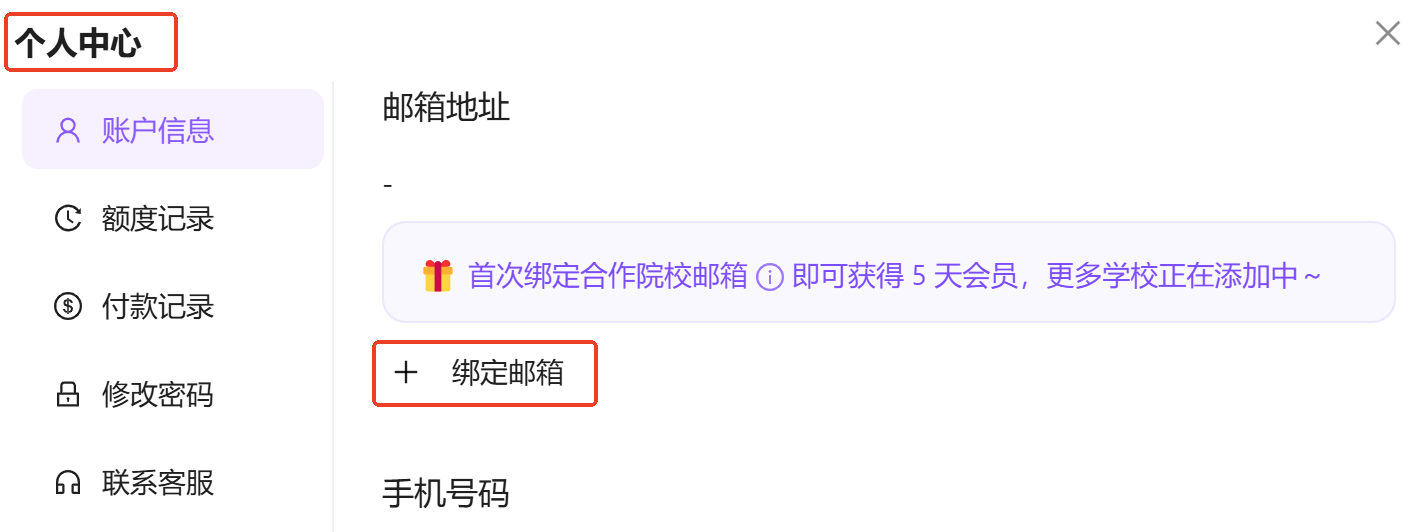 个人中心
账户信息
额度记录
付款记录
修改密码
联系客服
邮箱地址
-
首次绑定合作院校邮箱 即可获得 5 天会员，更多学校正在添加中～
+ 绑定邮箱
手机号码